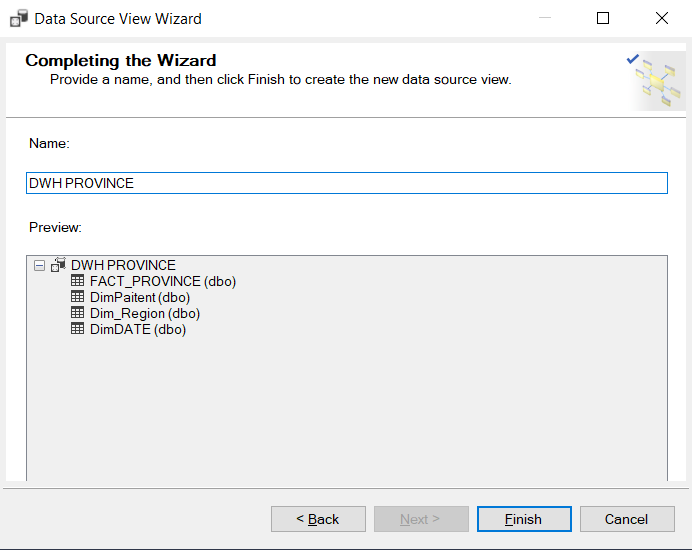 Data Source View Wizard
Completing the Wizard
Provide a name, and then click Finish to create the new data source view.
Name:
DWH PROVINCE
Preview:
DWH PROVINCE
FACT_PROVINCE (dbo)
DimPaitent (dbo)
Dim_Region (dbo)
DimDATE (dbo)
< Back
Next >
Finish
Cancel